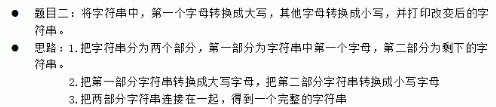 ● 题目二：将字符串中，第一个字母转换成大写，其他字母转换成小写，并打印改变后的字
符串。
● 思路：1.把字符串分为两个部分，第一部分为字符串中第一个字母，第二部分为剩下的字
符串。
2.把第一部分字符串转换成大写字母，把第二部分字符串转换成小写字母
3.把两部分字符串连接在一起，得到一个完整的字符串